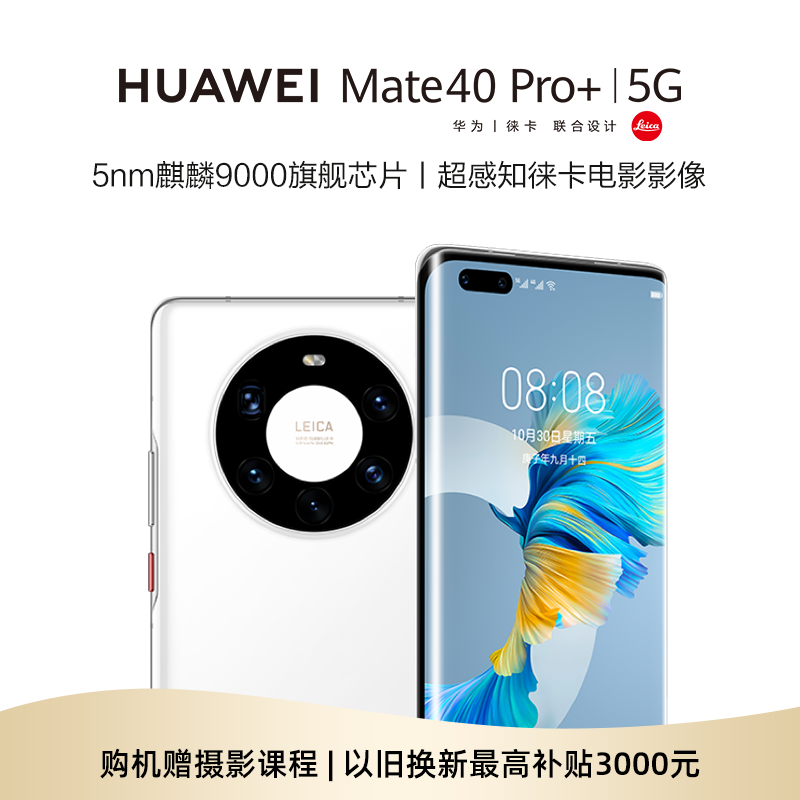 HUAWEI Mate40 Pro+ | 5G
华为 | 徕卡 联合设计 Leica
5nm麒麟9000旗舰芯片 | 超感知徕卡电影影像
5G 4G
LEICA
08:08
10月30日星期五
庚子年九月十四
购机赠摄影课程 | 以旧换新最高补贴3000元